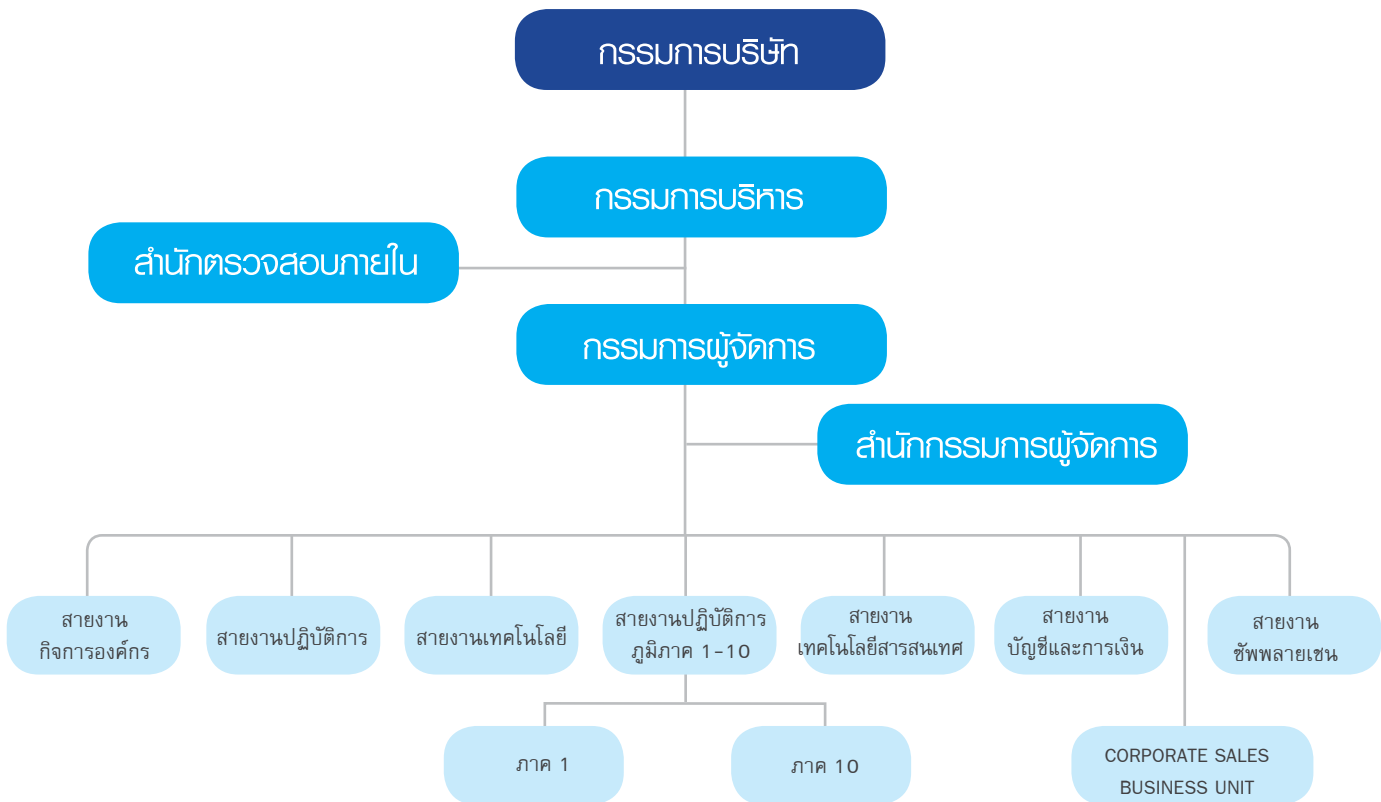 กรรมการบริษัท
กรรมการบริหาร
สำนักตรวจสอบภายใน
กรรมการผู้จัดการ
สำนักกรรมการผู้จัดการ
สายงาน
กิจการองค์กร
สายงานปฏิบัติการ
สายงานเทคโนโลยี
สายงานปฏิบัติการ
ภูมิภาค 1-10
สายงาน
เทคโนโลยีสารสนเทศ
สายงาน
บัญชีและการเงิน
สายงาน
ซัพพลายเชน
ภาค 1
ภาค 10
CORPORATE SALES
BUSINESS UNIT